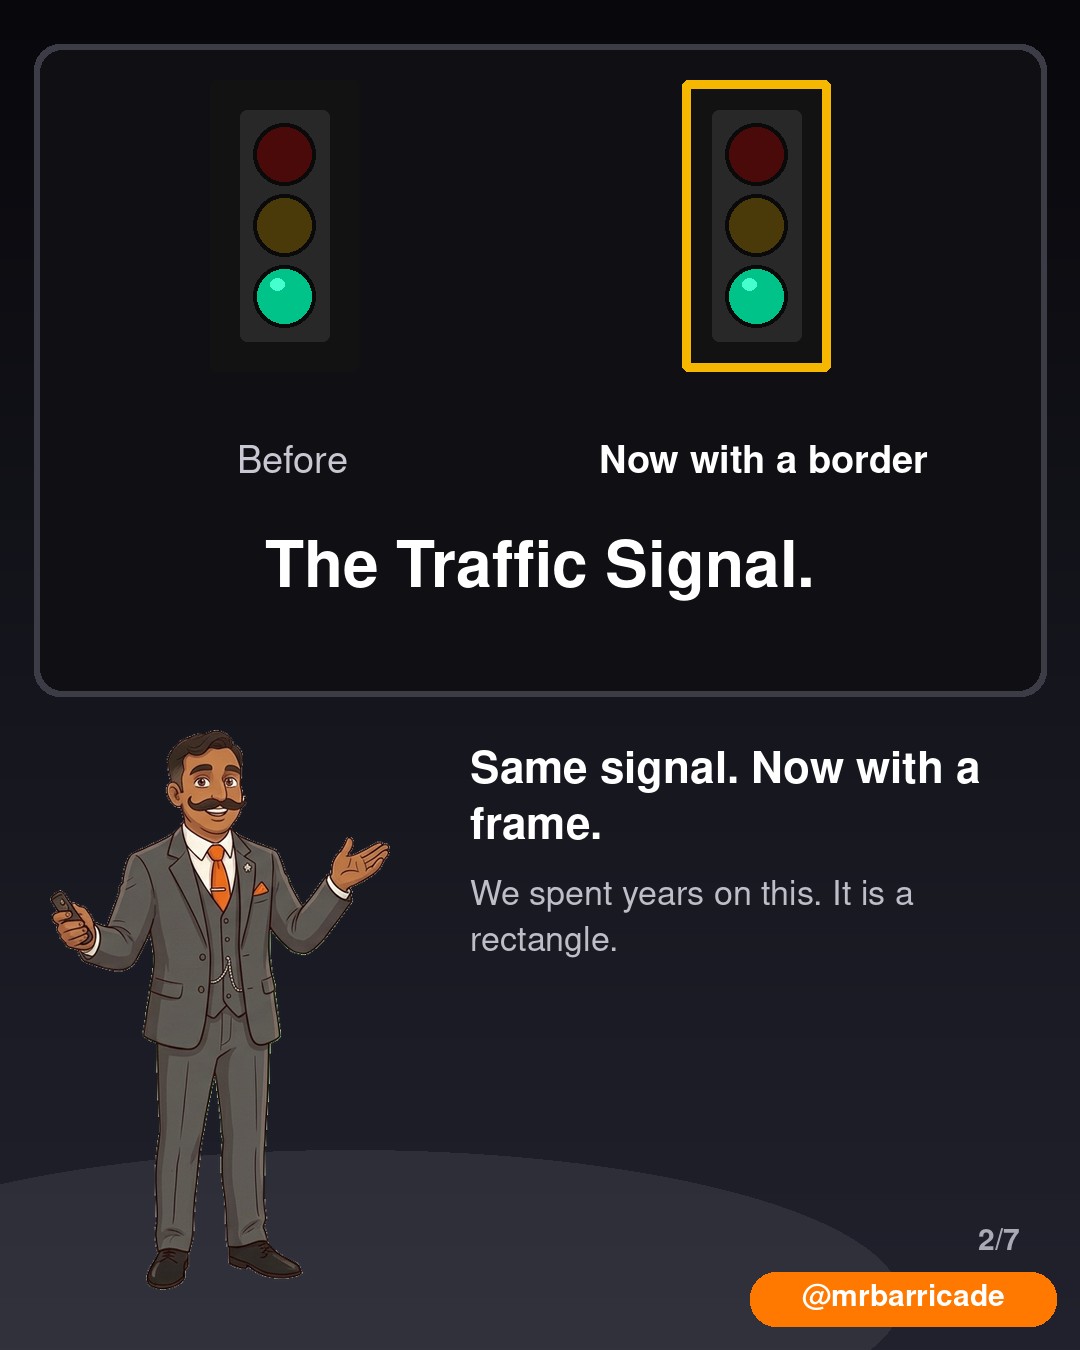 Before
Now with a border
The Traffic Signal.
Same signal. Now with a
frame.
We spent years on this. It is a
rectangle.
2/7
@mrbarricade